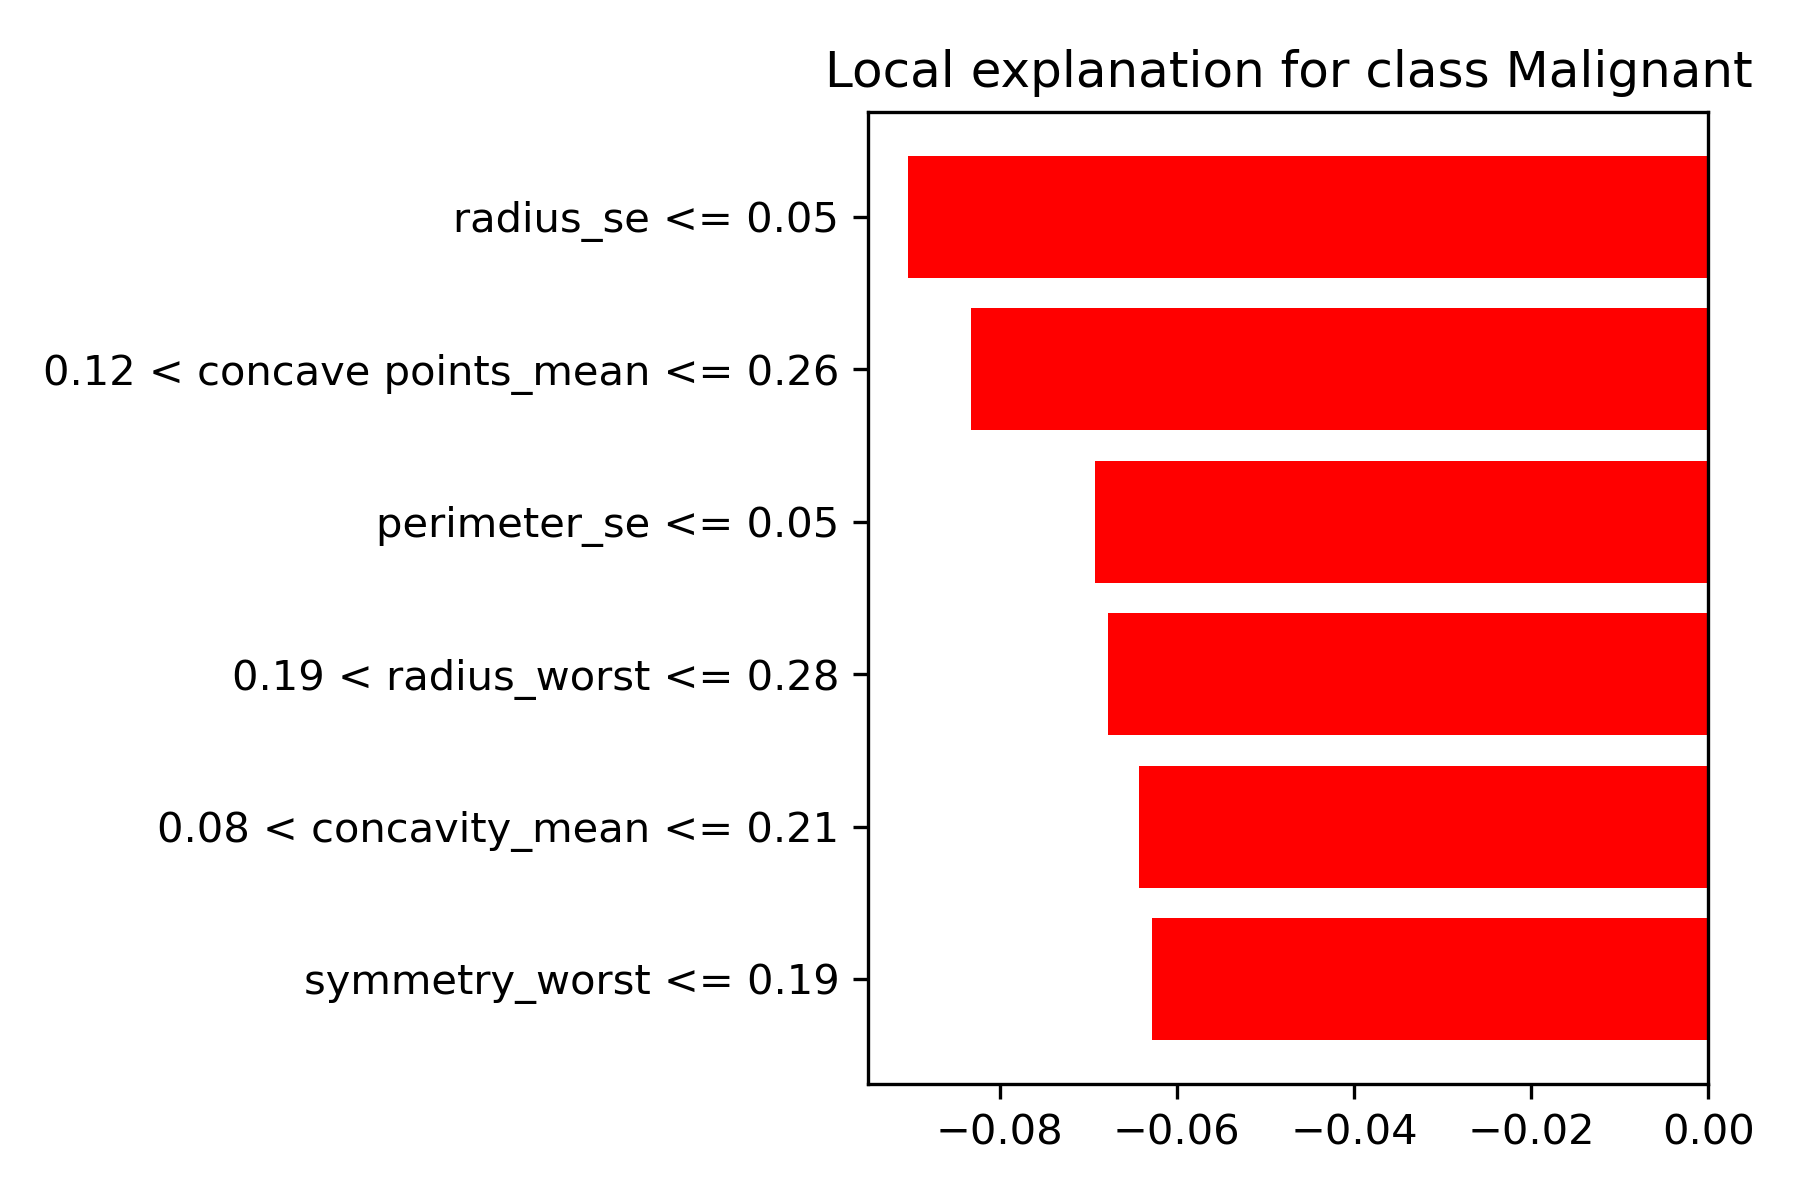 Local explanation for class Malignant
radius_se <= 0.05
0.12 < concave points_mean <= 0.26
perimeter_se <= 0.05
0.19 < radius_worst <= 0.28
0.08 < concavity_mean <= 0.21
symmetry_worst <= 0.19
−0.08 −0.06 −0.04 −0.02 0.00